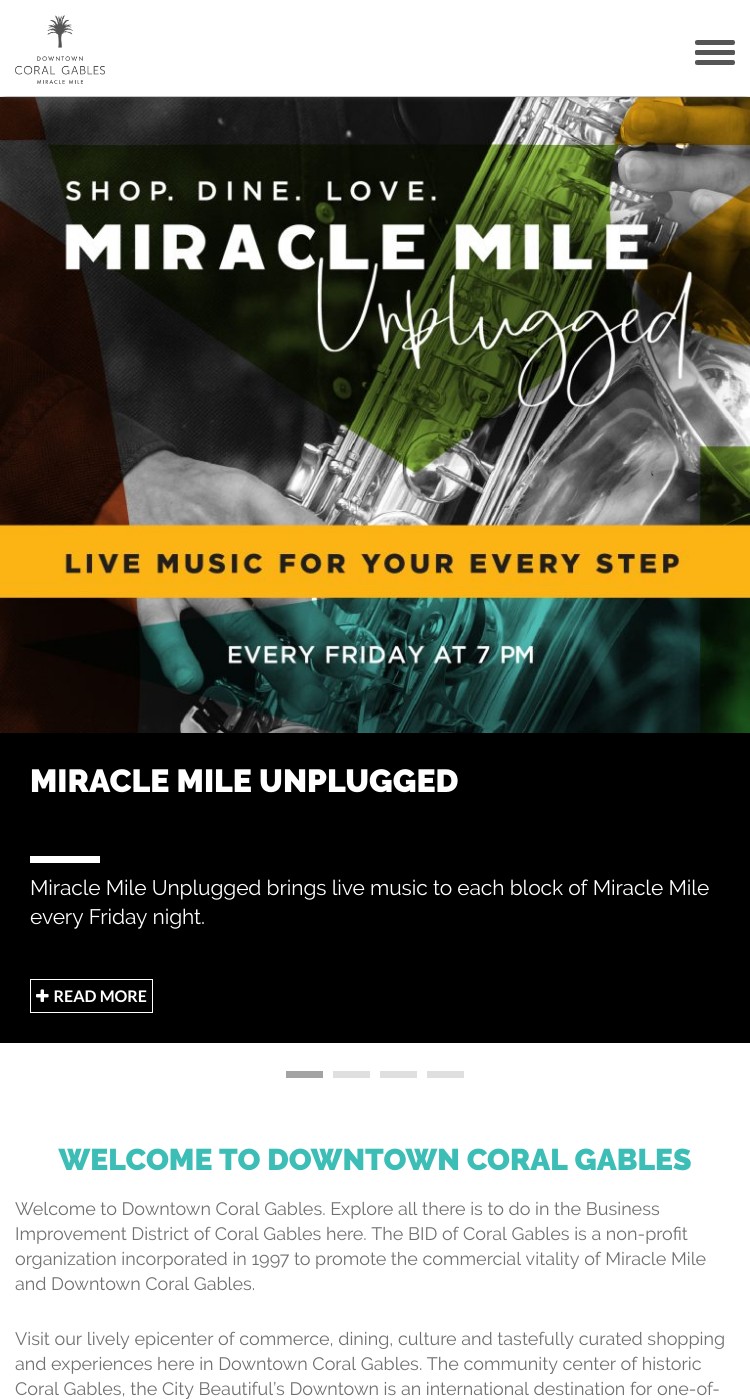 DOWNTOWN
CORAL GABLES
MIRACLE MILE
SHOP. DINE. LOVE.
MIRACLE MILE
Unplugged
LIVE MUSIC FOR YOUR EVERY STEP
EVERY FRIDAY AT 7 PM
MIRACLE MILE UNPLUGGED
Miracle Mile Unplugged brings live music to each block of Miracle Mile
every Friday night.
READ MORE
WELCOME TO DOWNTOWN CORAL GABLES
Welcome to Downtown Coral Gables. Explore all there is to do in the Business
Improvement District of Coral Gables here. The BID of Coral Gables is a non-profit
organization incorporated in 1997 to promote the commercial vitality of Miracle Mile
and Downtown Coral Gables.
Visit our lively epicenter of commerce, dining, culture and tastefully curated shopping
and experiences here in Downtown Coral Gables. The community center of historic
Coral Gables, the City Beautiful's Downtown is an international destination for one-of-